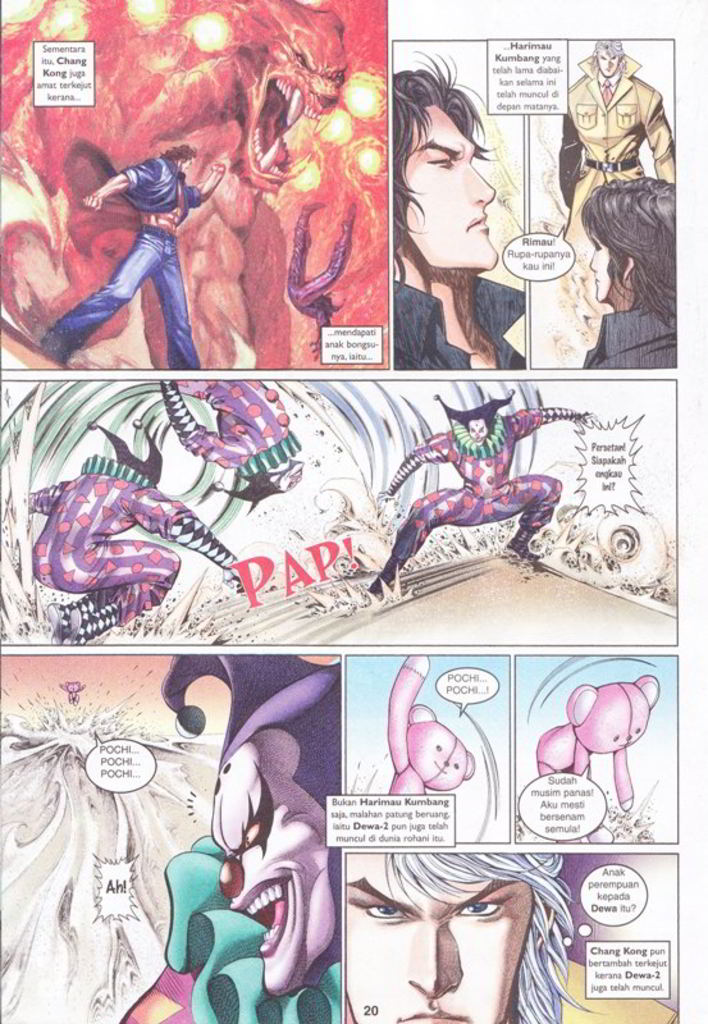 Sementara
itu, Chang
Kong juga
amat terkejut
kerana...
...mendapati
anak bongsu-
nya, iaitu...
...Harimau
Kumbang yang
telah lama diabai-
kan selama ini
telah muncul di
depan matanya.
Rimau!
Rupa-rupanya
kau ini!
Persetan!
Siapakah
engkau
ini?
PAP!
POCHI...
POCHI...
POCHI...
Ah!
POCHI...
POCHI...!
Bukan Harimau Kumbang
saja, malahan patung beruang,
iaitu Dewa-2 pun juga telah
muncul di dunia rohani itu.
Sudah
musim panas!
Aku mesti
bersenam
semula!
Anak
perempuan
kepada
Dewa itu?
Chang Kong pun
bertambah terkejut
kerana Dewa-2
juga telah muncul.
20